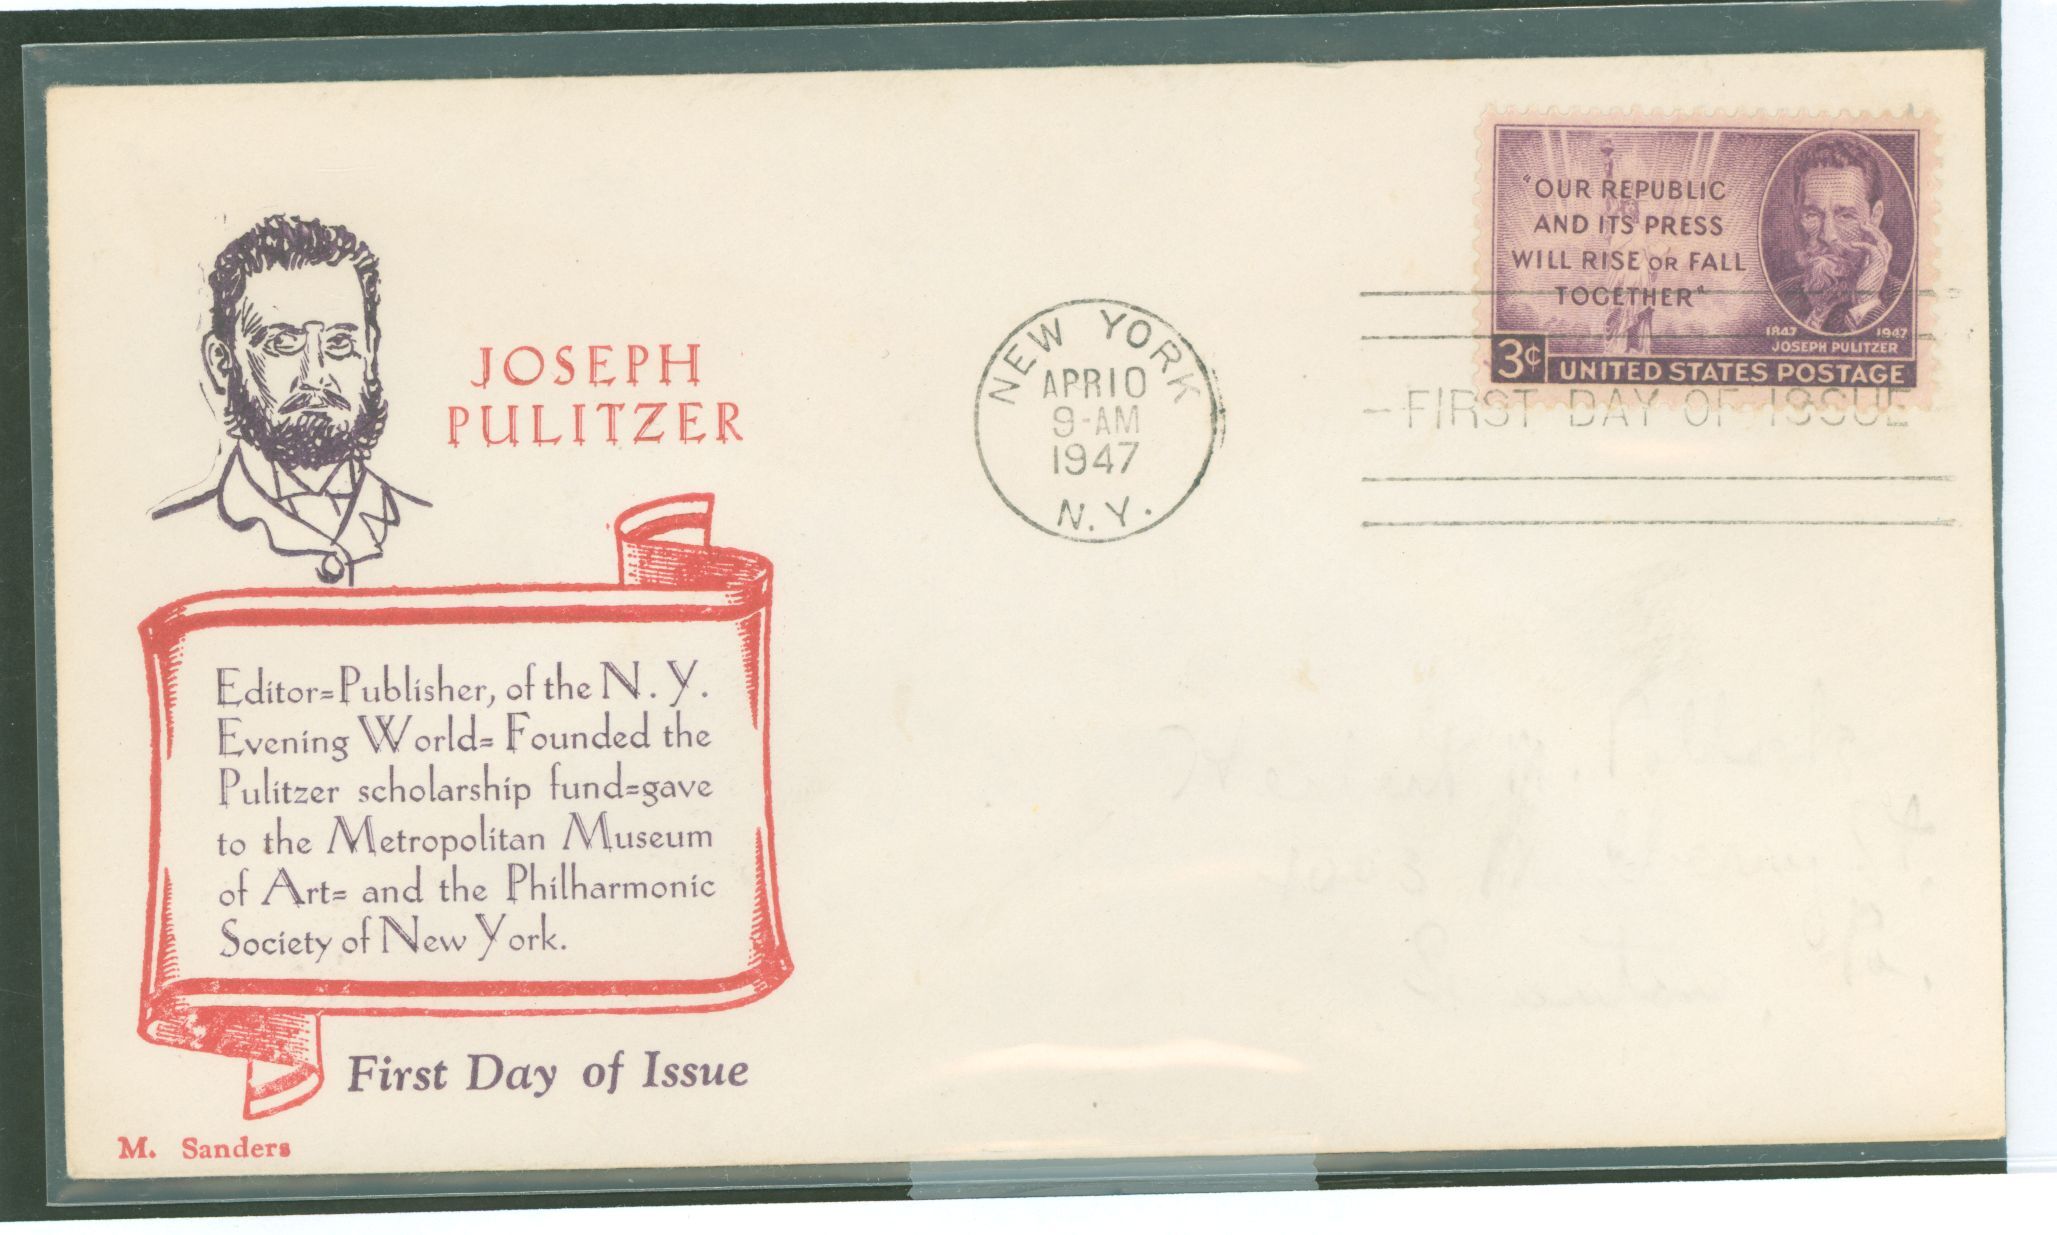 JOSEPH
PULITZER
Editor=Publisher, of the N. Y.
Evening World= Founded the
Pulitzer scholarship fund=gave
to the Metropolitan Museum
of Art= and the Philharmonic
Society of New York.
First Day of Issue
M. Sanders
NEW YORK
APR 10
9-AM
1947
N.Y.
"OUR REPUBLIC
AND ITS PRESS
WILL RISE OR FALL
TOGETHER"
1847 1947
JOSEPH PULITZER
3¢ UNITED STATES POSTAGE
—FIRST DAY OF ISSUE